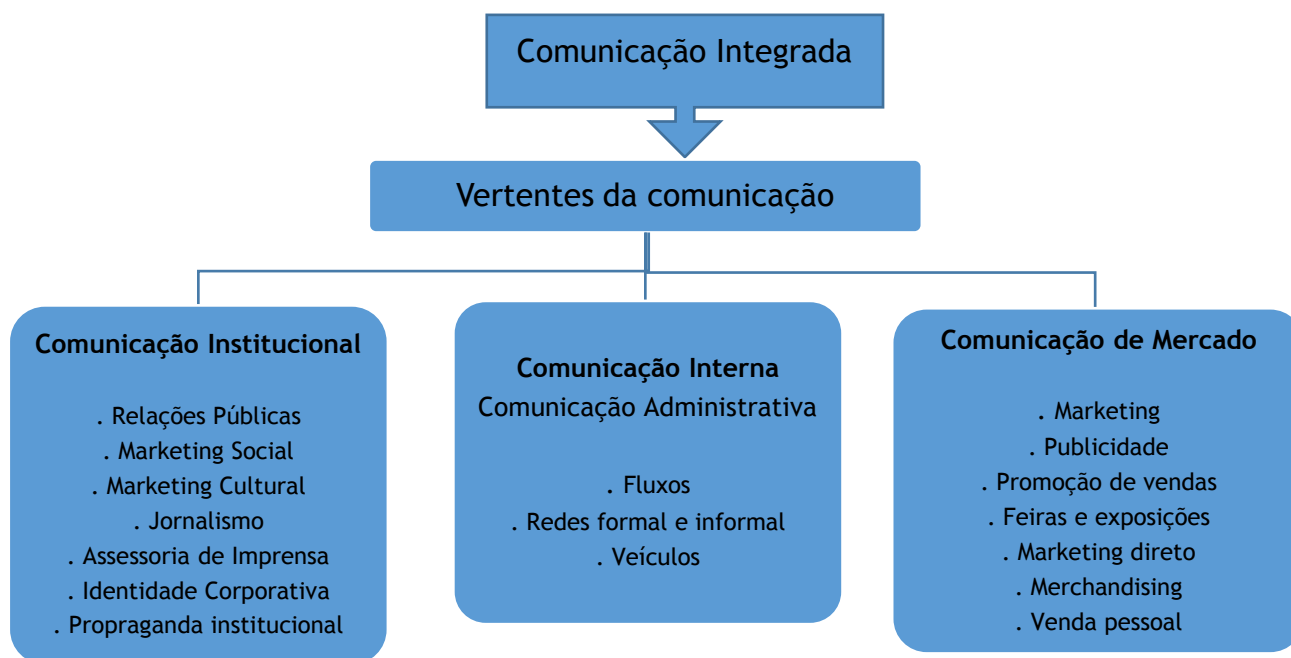 Comunicação Integrada
Vertentes da comunicação
Comunicação Institucional
. Relações Públicas
. Marketing Social
. Marketing Cultural
. Jornalismo
. Assessoria de Imprensa
. Identidade Corporativa
. Propraganda institucional
Comunicação Interna
Comunicação Administrativa
. Fluxos
. Redes formal e informal
. Veículos
Comunicação de Mercado
. Marketing
. Publicidade
. Promoção de vendas
. Feiras e exposições
. Marketing direto
. Merchandising
. Venda pessoal